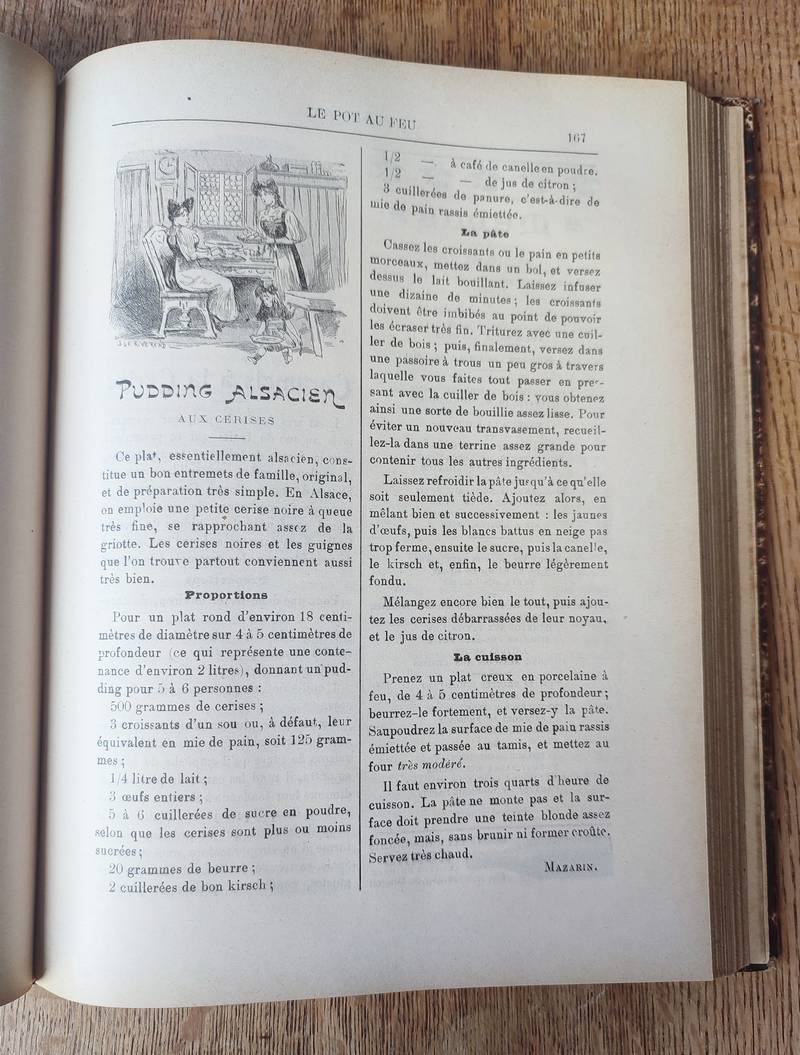 LE POT AU FEU
167
PUDDING ALSACIEN
AUX CERISES
Ce plat, essentiellement alsacien, cons-
titue un bon entremets de famille, original,
et de préparation très simple. En Alsace,
on emploie une petite cerise noire à queue
très fine, se rapprochant assez de la
griotte. Les cerises noires et les guignes
que l'on trouve partout conviennent aussi
très bien.
Proportions
Pour un plat rond d'environ 18 centi-
mètres de diamètre sur 4 à 5 centimètres de
profondeur (ce qui représente une conte-
nance d'environ 2 litres), donnant un pud-
ding pour 5 à 6 personnes :
500 grammes de cerises ;
3 croissants d'un sou ou, à défaut, leur
équivalent en mie de pain, soit 125 gram-
mes ;
1/4 litre de lait ;
3 œufs entiers ;
5 à 6 cuillerées de sucre en poudre,
selon que les cerises sont plus ou moins
sucrées ;
20 grammes de beurre ;
2 cuillerées de bon kirsch ;
1/2 — à café de canelle en poudre.
1/2 — — de jus de citron ;
3 cuillerées de panure, c'est-à-dire de
mie de pain rassis émiettée.
La pâte
Cassez les croissants ou le pain en petits
morceaux, mettez dans un bol, et versez
dessus le lait bouillant. Laissez infuser
une dizaine de minutes ; les croissants
doivent être imbibés au point de pouvoir
les écraser très fin. Triturez avec une cuil-
ler de bois ; puis, finalement, versez dans
une passoire à trous un peu gros à travers
laquelle vous faites tout passer en pres-
sant avec la cuiller de bois : vous obtenez
ainsi une sorte de bouillie assez lisse. Pour
éviter un nouveau transvasement, recueil-
lez-la dans une terrine assez grande pour
contenir tous les autres ingrédients.
Laissez refroidir la pâte jusqu'à ce qu'elle
soit seulement tiède. Ajoutez alors, en
mêlant bien et successivement : les jaunes
d'œufs, puis les blancs battus en neige pas
trop ferme, ensuite le sucre, puis la canelle,
le kirsch et, enfin, le beurre légèrement
fondu.
Mélangez encore bien le tout, puis ajou-
tez les cerises débarrassées de leur noyau,
et le jus de citron.
La cuisson
Prenez un plat creux en porcelaine à
feu, de 4 à 5 centimètres de profondeur ;
beurrez-le fortement, et versez-y la pâte.
Saupoudrez la surface de mie de pain rassis
émiettée et passée au tamis, et mettez au
four très modéré.
Il faut environ trois quarts d'heure de
cuisson. La pâte ne monte pas et la sur-
face doit prendre une teinte blonde assez
foncée, mais, sans brunir ni former croûte.
Servez très chaud.
MAZARIN.